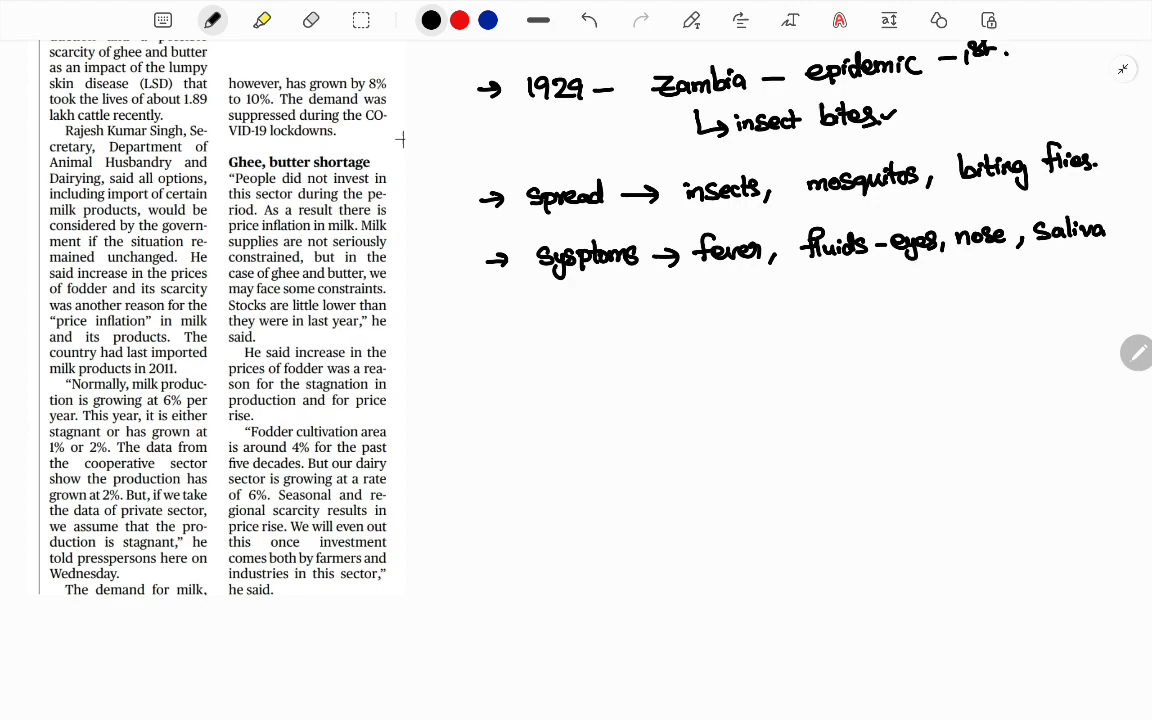 scarcity of ghee and butter
as an impact of the lumpy
skin disease (LSD) that
took the lives of about 1.89
lakh cattle recently.
Rajesh Kumar Singh, Se-
cretary, Department of
Animal Husbandry and
Dairying, said all options,
including import of certain
milk products, would be
considered by the govern-
ment if the situation re-
mained unchanged. He
said increase in the prices
of fodder and its scarcity
was another reason for the
“price inflation” in milk
and its products. The
country had last imported
milk products in 2011.
“Normally, milk produc-
tion is growing at 6% per
year. This year, it is either
stagnant or has grown at
1% or 2%. The data from
the cooperative sector
show the production has
grown at 2%. But, if we take
the data of private sector,
we assume that the pro-
duction is stagnant,” he
told presspersons here on
Wednesday.
The demand for milk,
however, has grown by 8%
to 10%. The demand was
suppressed during the CO-
VID-19 lockdowns.
Ghee, butter shortage
“People did not invest in
this sector during the pe-
riod. As a result there is
price inflation in milk. Milk
supplies are not seriously
constrained, but in the
case of ghee and butter, we
may face some constraints.
Stocks are little lower than
they were in last year,” he
said.
He said increase in the
prices of fodder was a rea-
son for the stagnation in
production and for price
rise.
“Fodder cultivation area
is around 4% for the past
five decades. But our dairy
sector is growing at a rate
of 6%. Seasonal and re-
gional scarcity results in
price rise. We will even out
this once investment
comes both by farmers and
industries in this sector,”
he said.
→ 1929 – Zambia – epidemic – 1st.
↳ insect bites✓
→ spread → insects, mosquitos, biting flies.
→ sysptoms → fever, fluids - eyes, nose, saliva